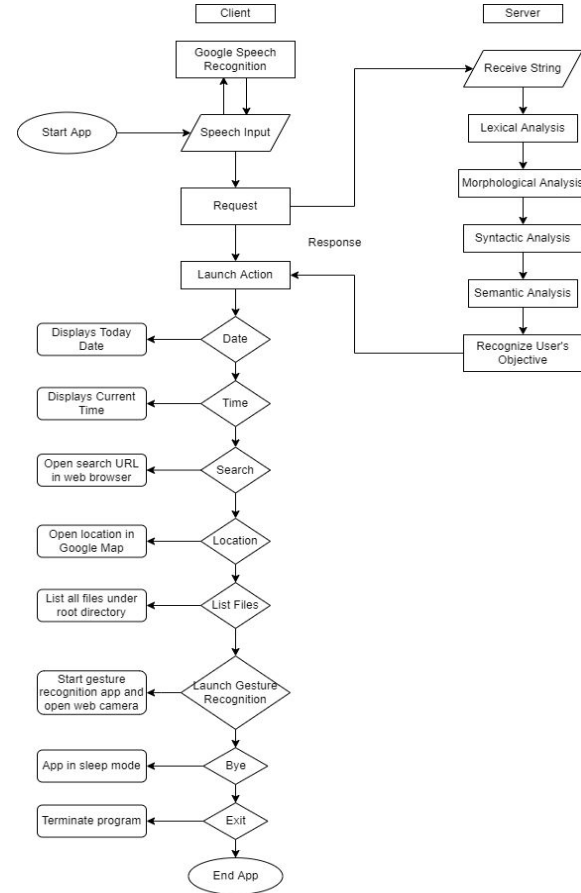 Client
Server
Google Speech
Recognition
Receive String
Start App
Speech Input
Lexical Analysis
Morphological Analysis
Request
Syntactic Analysis
Response
Launch Action
Semantic Analysis
Displays Today
Date
Date
Recognize User's
Objective
Displays Current
Time
Time
Open search URL
in web browser
Search
Open location in
Google Map
Location
List all files under
root directory
List Files
Start gesture
recognition app and
open web camera
Launch Gesture
Recognition
App in sleep mode
Bye
Terminate program
Exit
End App